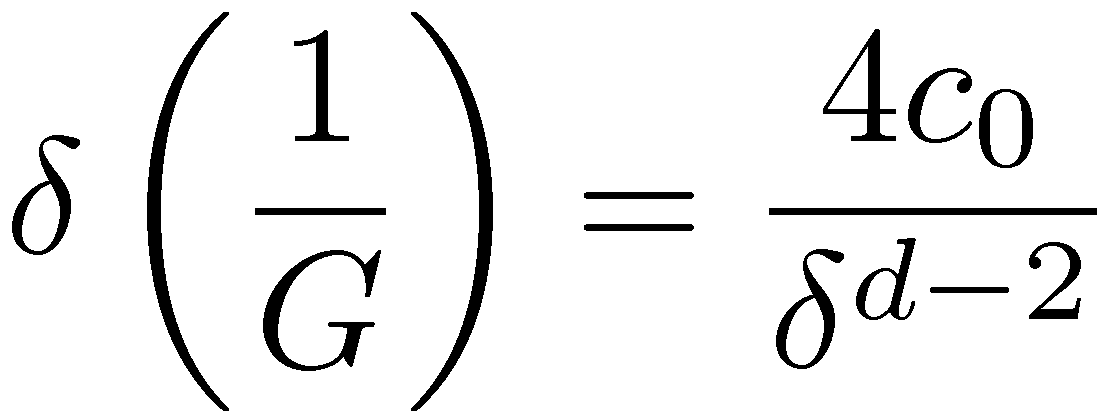 δ(1/G) = 4c₀/δ^{d−2}